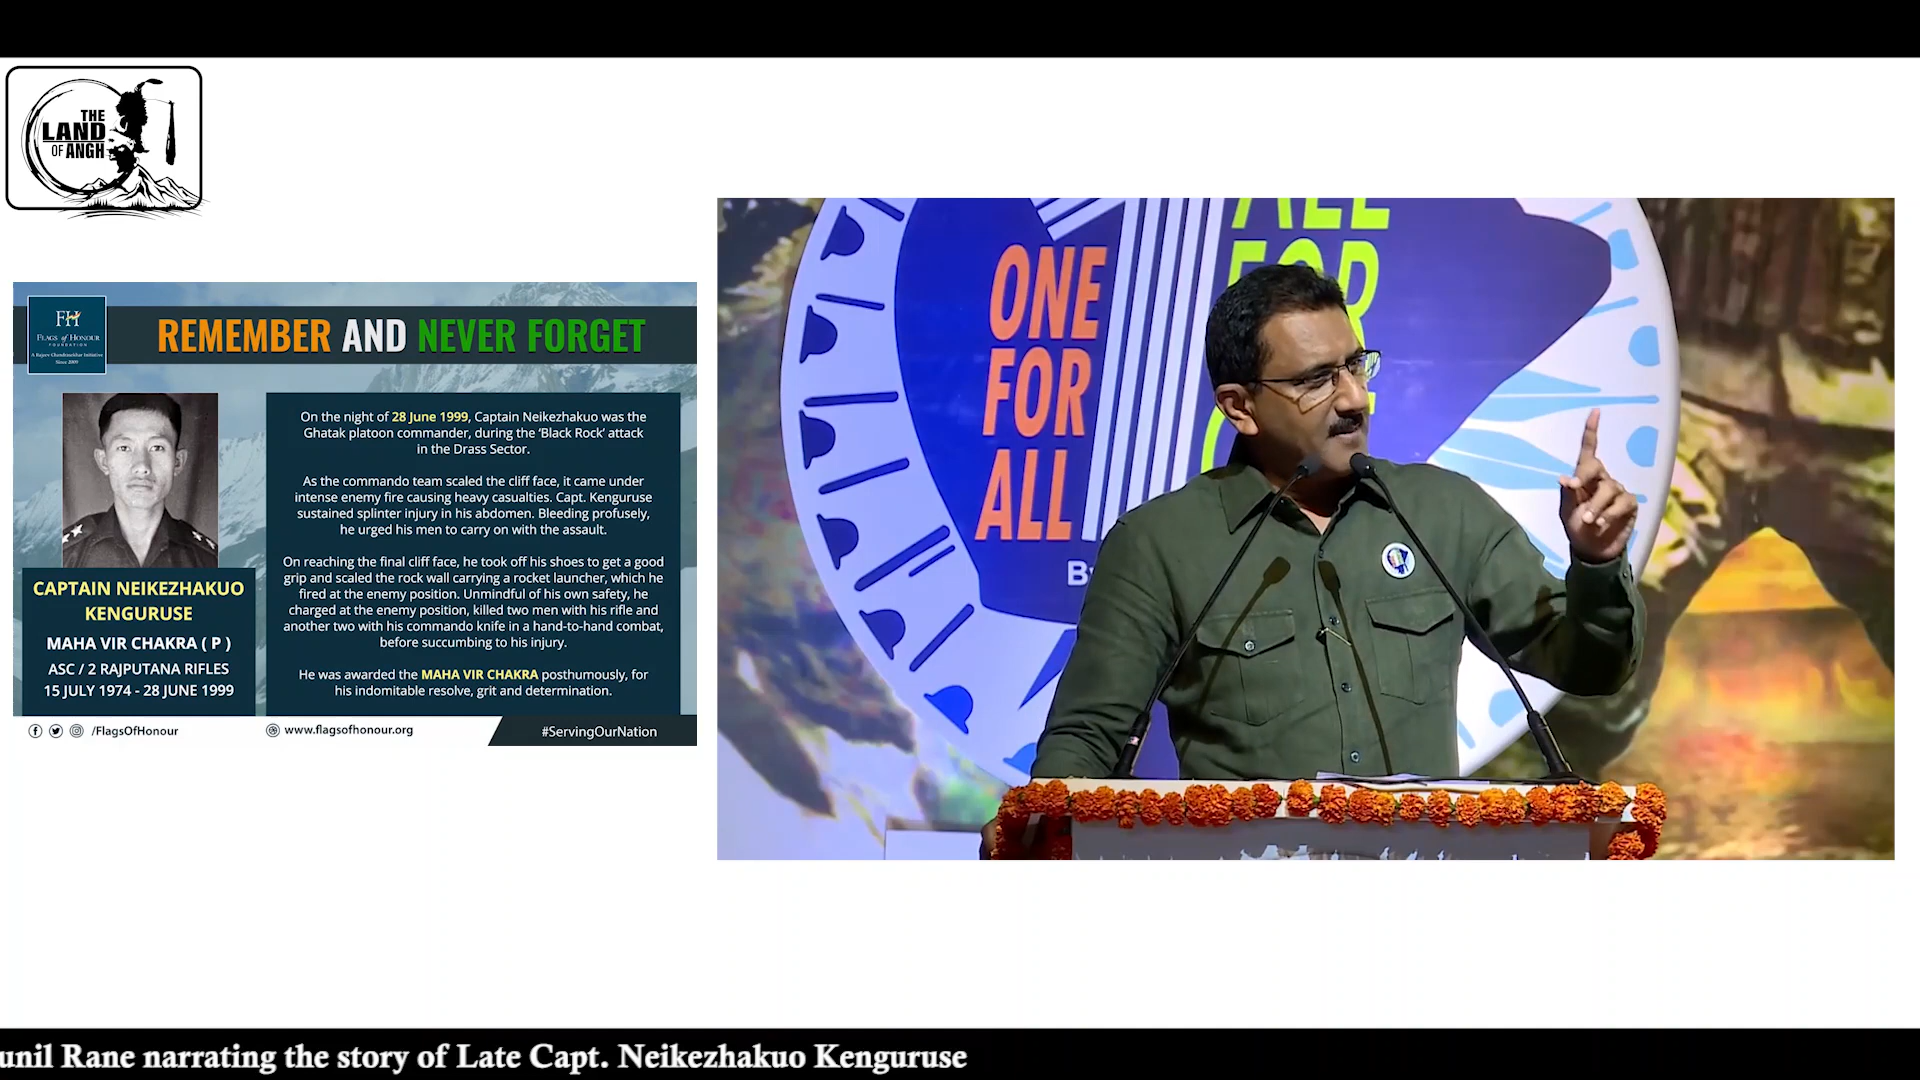 THE
LAND
OF ANGH
FH
FLAGS of HONOUR
FOUNDATION
A Rajeev Chandrasekhar Initiative
Since 2009
REMEMBER AND NEVER FORGET
CAPTAIN NEIKEZHAKUO
KENGURUSE
MAHA VIR CHAKRA ( P )
ASC / 2 RAJPUTANA RIFLES
15 JULY 1974 - 28 JUNE 1999
On the night of 28 June 1999, Captain Neikezhakuo was the
Ghatak platoon commander, during the ‘Black Rock’ attack
in the Drass Sector.
As the commando team scaled the cliff face, it came under
intense enemy fire causing heavy casualties. Capt. Kenguruse
sustained splinter injury in his abdomen. Bleeding profusely,
he urged his men to carry on with the assault.
On reaching the final cliff face, he took off his shoes to get a good
grip and scaled the rock wall carrying a rocket launcher, which he
fired at the enemy position. Unmindful of his own safety, he
charged at the enemy position, killed two men with his rifle and
another two with his commando knife in a hand-to-hand combat,
before succumbing to his injury.
He was awarded the MAHA VIR CHAKRA posthumously, for
his indomitable resolve, grit and determination.
/FlagsOfHonour
www.flagsofhonour.org
#ServingOurNation
ONE
FOR
ALL
ALL
FOR
unil Rane narrating the story of Late Capt. Neikezhakuo Kenguruse